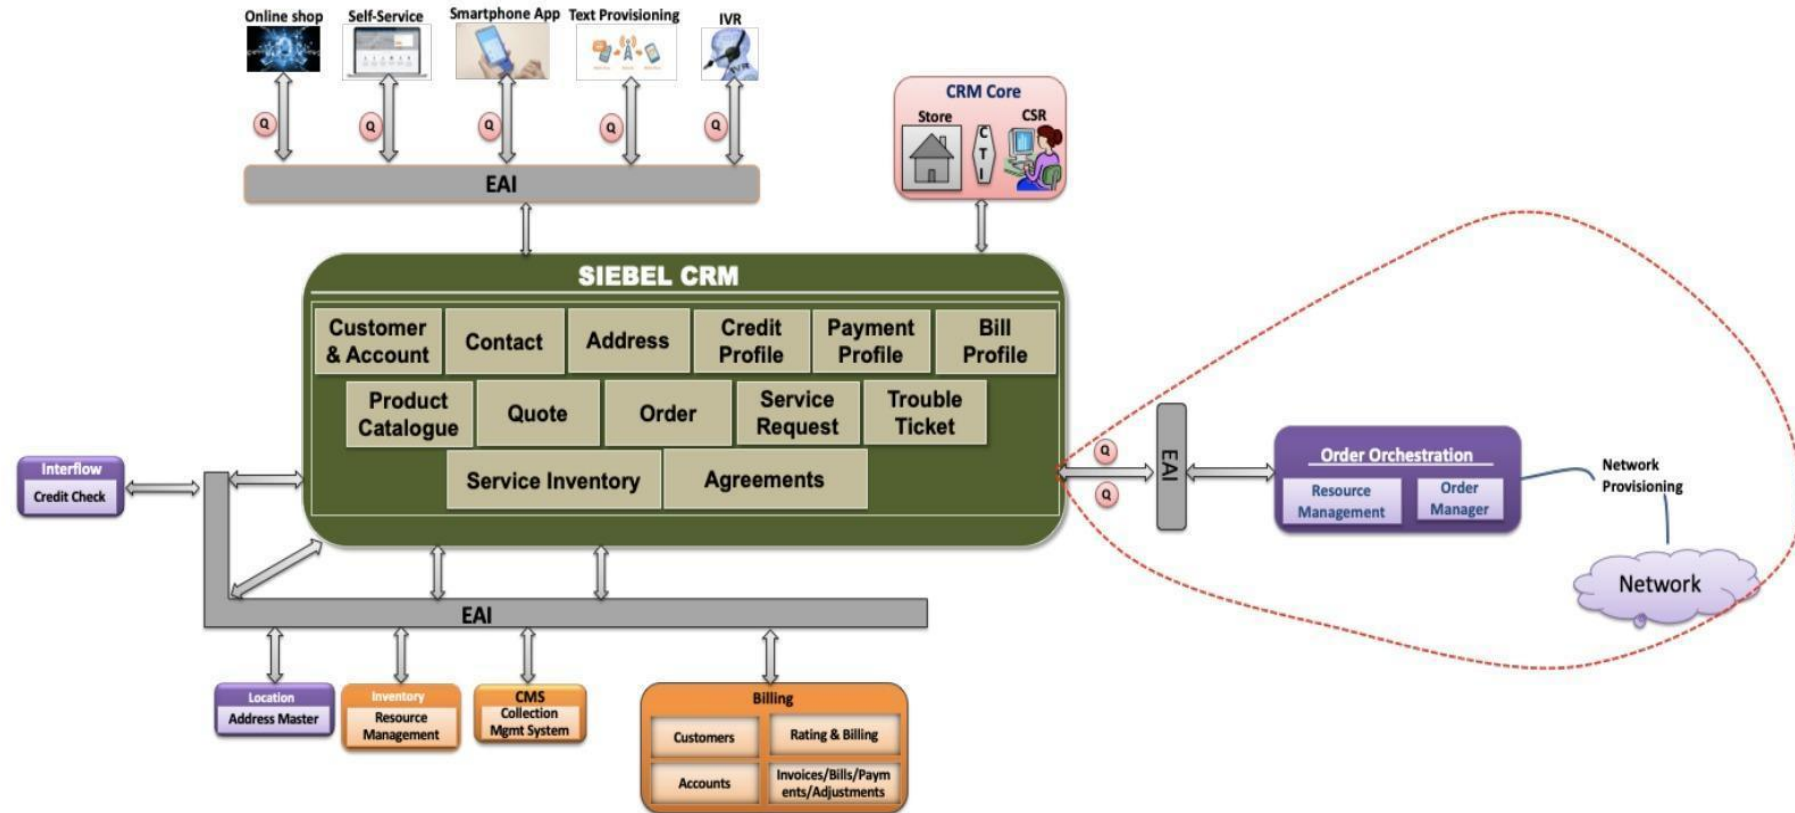 Online shop
Self-Service
Smartphone App
Text Provisioning
IVR
IVR
Q
Q
Q
Q
Q
EAI
CRM Core
Store
CSR
C
T
I
SIEBEL CRM
Customer
& Account
Contact
Address
Credit
Profile
Payment
Profile
Bill
Profile
Product
Catalogue
Quote
Order
Service
Request
Trouble
Ticket
Service Inventory
Agreements
Interflow
Credit Check
Q
Q
EAI
Order Orchestration
Resource
Management
Order
Manager
Network
Provisioning
Network
EAI
Location
Address Master
Inventory
Resource
Management
CMS
Collection
Mgmt System
Billing
Customers
Rating & Billing
Accounts
Invoices/Bills/Paym
ents/Adjustments